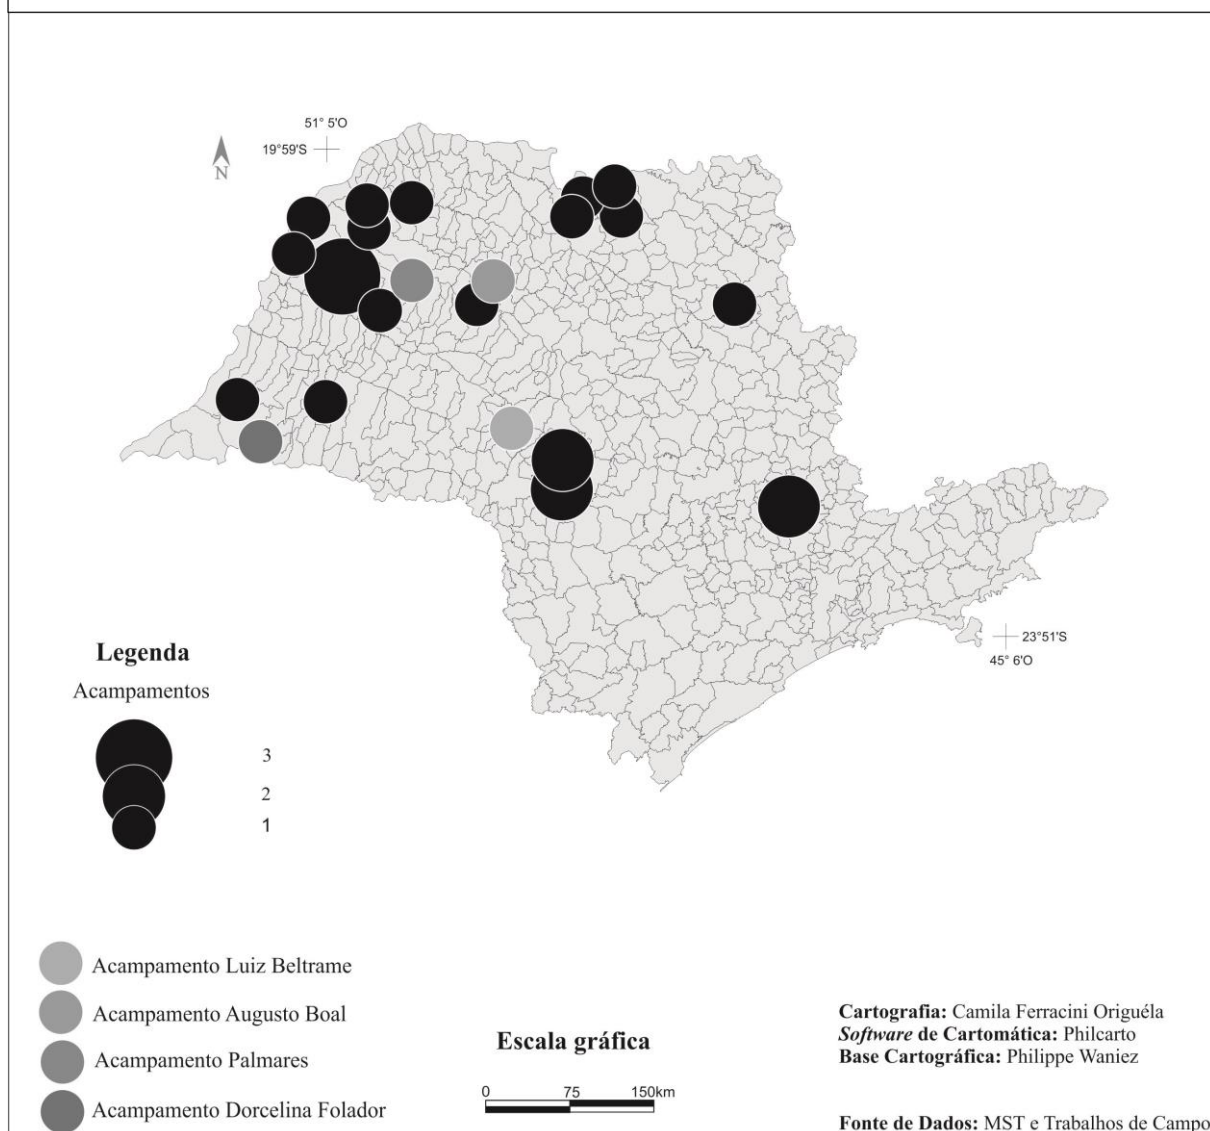 51° 5'O
19°59'S
N
23°51'S
45° 6'O
Legenda
Acampamentos
3
2
1
Acampamento Luiz Beltrame
Acampamento Augusto Boal
Acampamento Palmares
Acampamento Dorcelina Folador
Escala gráfica
0 75 150km
Cartografia: Camila Ferracini Origuéla
Software de Cartomática: Philcarto
Base Cartográfica: Philippe Waniez
Fonte de Dados: MST e Trabalhos de Campo